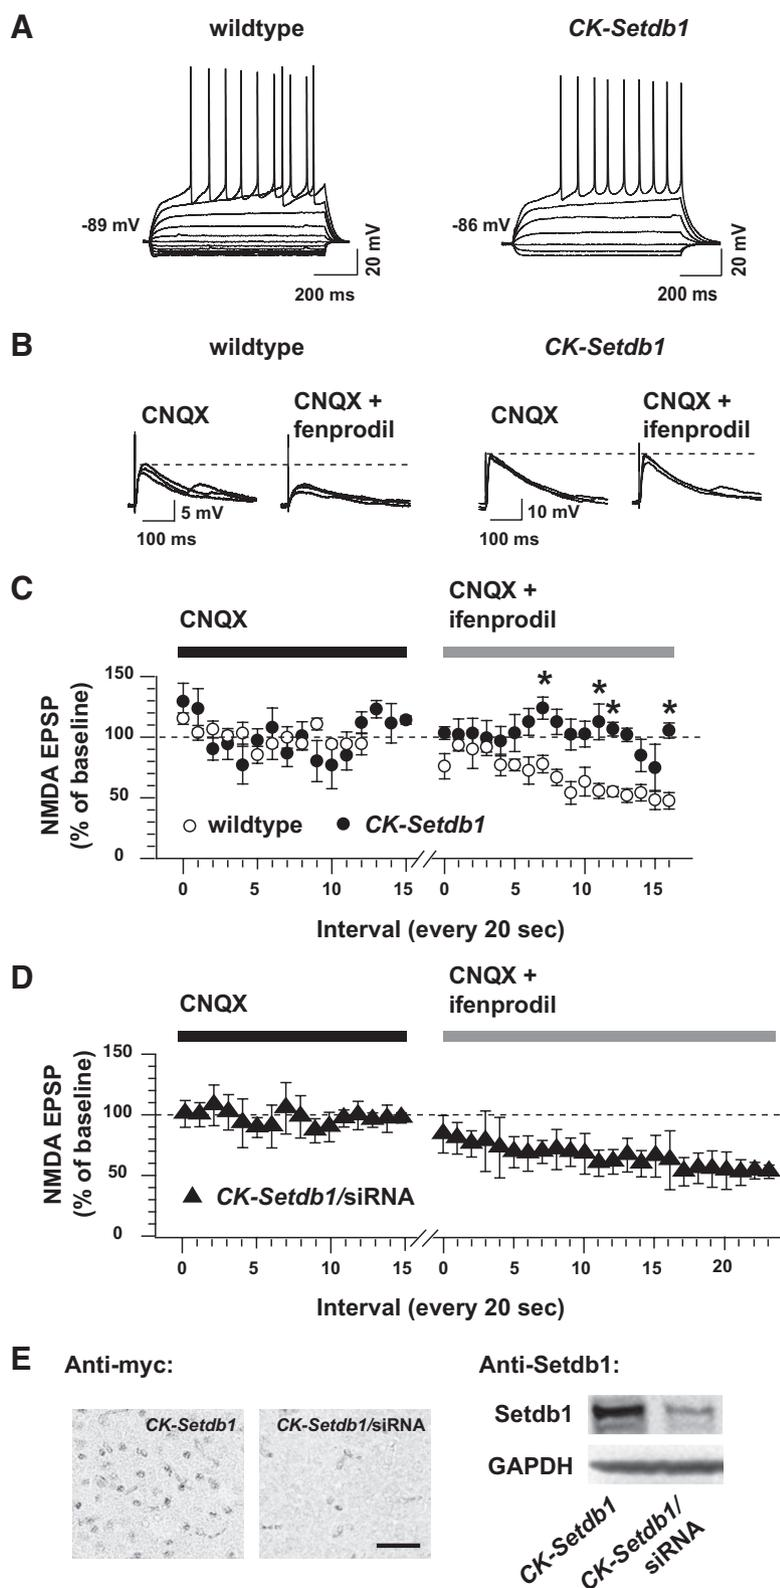 A
wildtype
CK-Setdb1
-89 mV
20 mV
200 ms
-86 mV
20 mV
200 ms
B
wildtype
CK-Setdb1
CNQX
CNQX +
fenprodil
CNQX
CNQX +
ifenprodil
5 mV
100 ms
10 mV
100 ms
C
CNQX
CNQX +
ifenprodil
NMDA EPSP
(% of baseline)
150
100
50
0
* * * *
wildtype
CK-Setdb1
0 5 10 15 0 5 10 15
Interval (every 20 sec)
D
CNQX
CNQX +
ifenprodil
NMDA EPSP
(% of baseline)
150
100
50
0
CK-Setdb1/siRNA
0 5 10 15 0 5 10 15 20
Interval (every 20 sec)
E
Anti-myc:
CK-Setdb1
CK-Setdb1/siRNA
Anti-Setdb1:
Setdb1
GAPDH
CK-Setdb1
CK-Setdb1/
siRNA